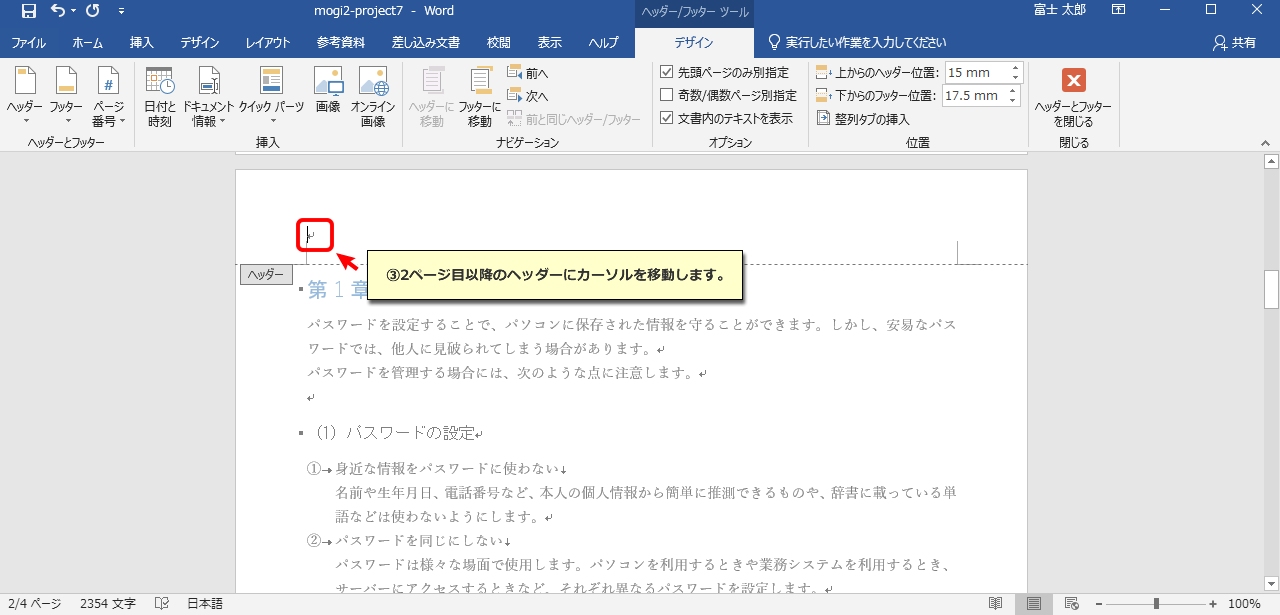 mogi2-project7 - Word
ヘッダー/フッター ツール
富士 太郎
ファイル ホーム 挿入 デザイン レイアウト 参考資料 差し込み文書 校閲 表示 ヘルプ デザイン 実行したい作業を入力してください 共有
ヘッダー フッター ページ番号
ヘッダーとフッター
日付と時刻 ドキュメント情報 クイック パーツ 画像 オンライン画像
挿入
ヘッダーに移動 フッターに移動
前へ
次へ
前と同じヘッダー/フッター
ナビゲーション
先頭ページのみ別指定
奇数/偶数ページ別指定
文書内のテキストを表示
オプション
上からのヘッダー位置: 15 mm
下からのフッター位置: 17.5 mm
整列タブの挿入
位置
ヘッダーとフッターを閉じる
閉じる
③2ページ目以降のヘッダーにカーソルを移動します。
ヘッダー
第 1 章
パスワードを設定することで、パソコンに保存された情報を守ることができます。しかし、安易なパス
ワードでは、他人に見破られてしまう場合があります。
パスワードを管理する場合には、次のような点に注意します。
（1）パスワードの設定
①→身近な情報をパスワードに使わない↓
名前や生年月日、電話番号など、本人の個人情報から簡単に推測できるものや、辞書に載っている単
語などは使わないようにします。
②→パスワードを同じにしない↓
パスワードは様々な場面で使用します。パソコンを利用するときや業務システムを利用するとき、
サーバーにアクセスするときなど、それぞれ異なるパスワードを設定します。
2/4 ページ 2354 文字 日本語 100%